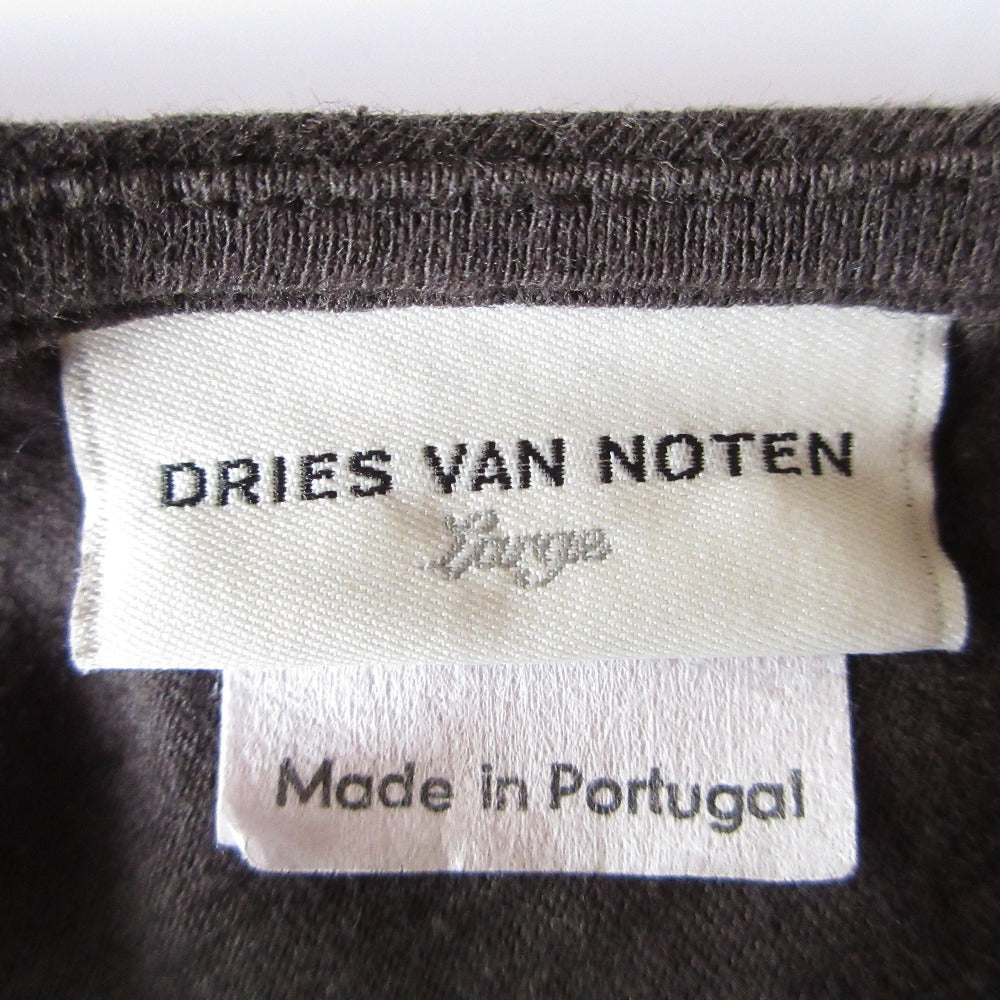 DRIES VAN NOTEN
Large
Made in Portugal